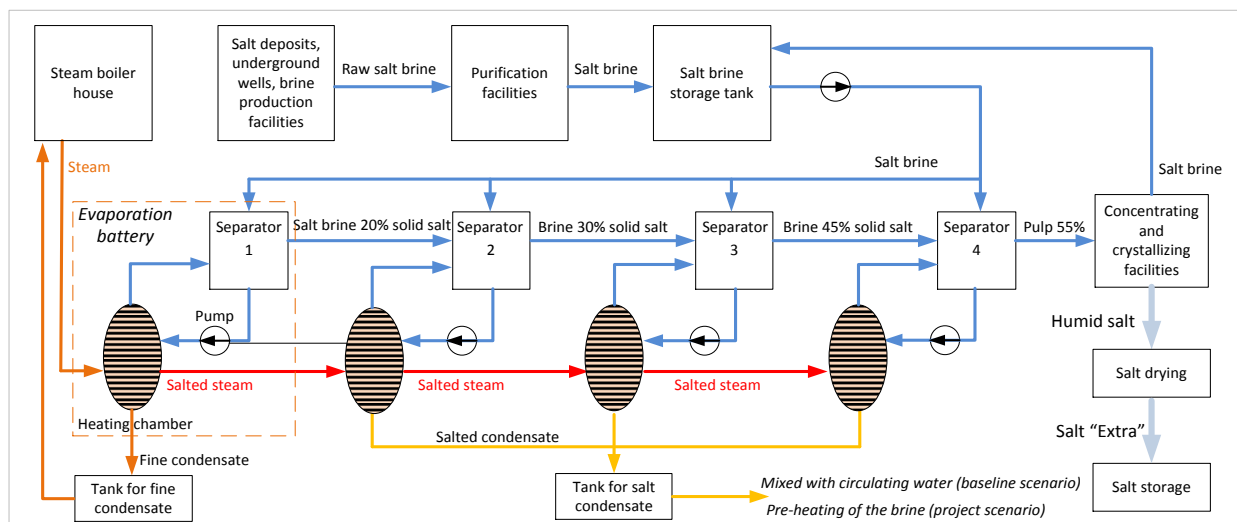 Steam boiler
house
Salt deposits,
underground
wells, brine
production
facilities
Raw salt brine
Purification
facilities
Salt brine
Salt brine
storage tank
Steam
Salt brine
Salt brine
Evaporation
battery
Separator
1
Salt brine 20% solid salt
Separator
2
Brine 30% solid salt
Separator
3
Brine 45% solid salt
Separator
4
Pulp 55%
Concentrating
and
crystallizing
facilities
Pump
Humid salt
Salted steam
Salted steam
Salted steam
Salt drying
Heating chamber
Salted condensate
Salt “Extra”
Fine condensate
Tank for fine
condensate
Tank for salt
condensate
Mixed with circulating water (baseline scenario)
Pre-heating of the brine (project scenario)
Salt storage